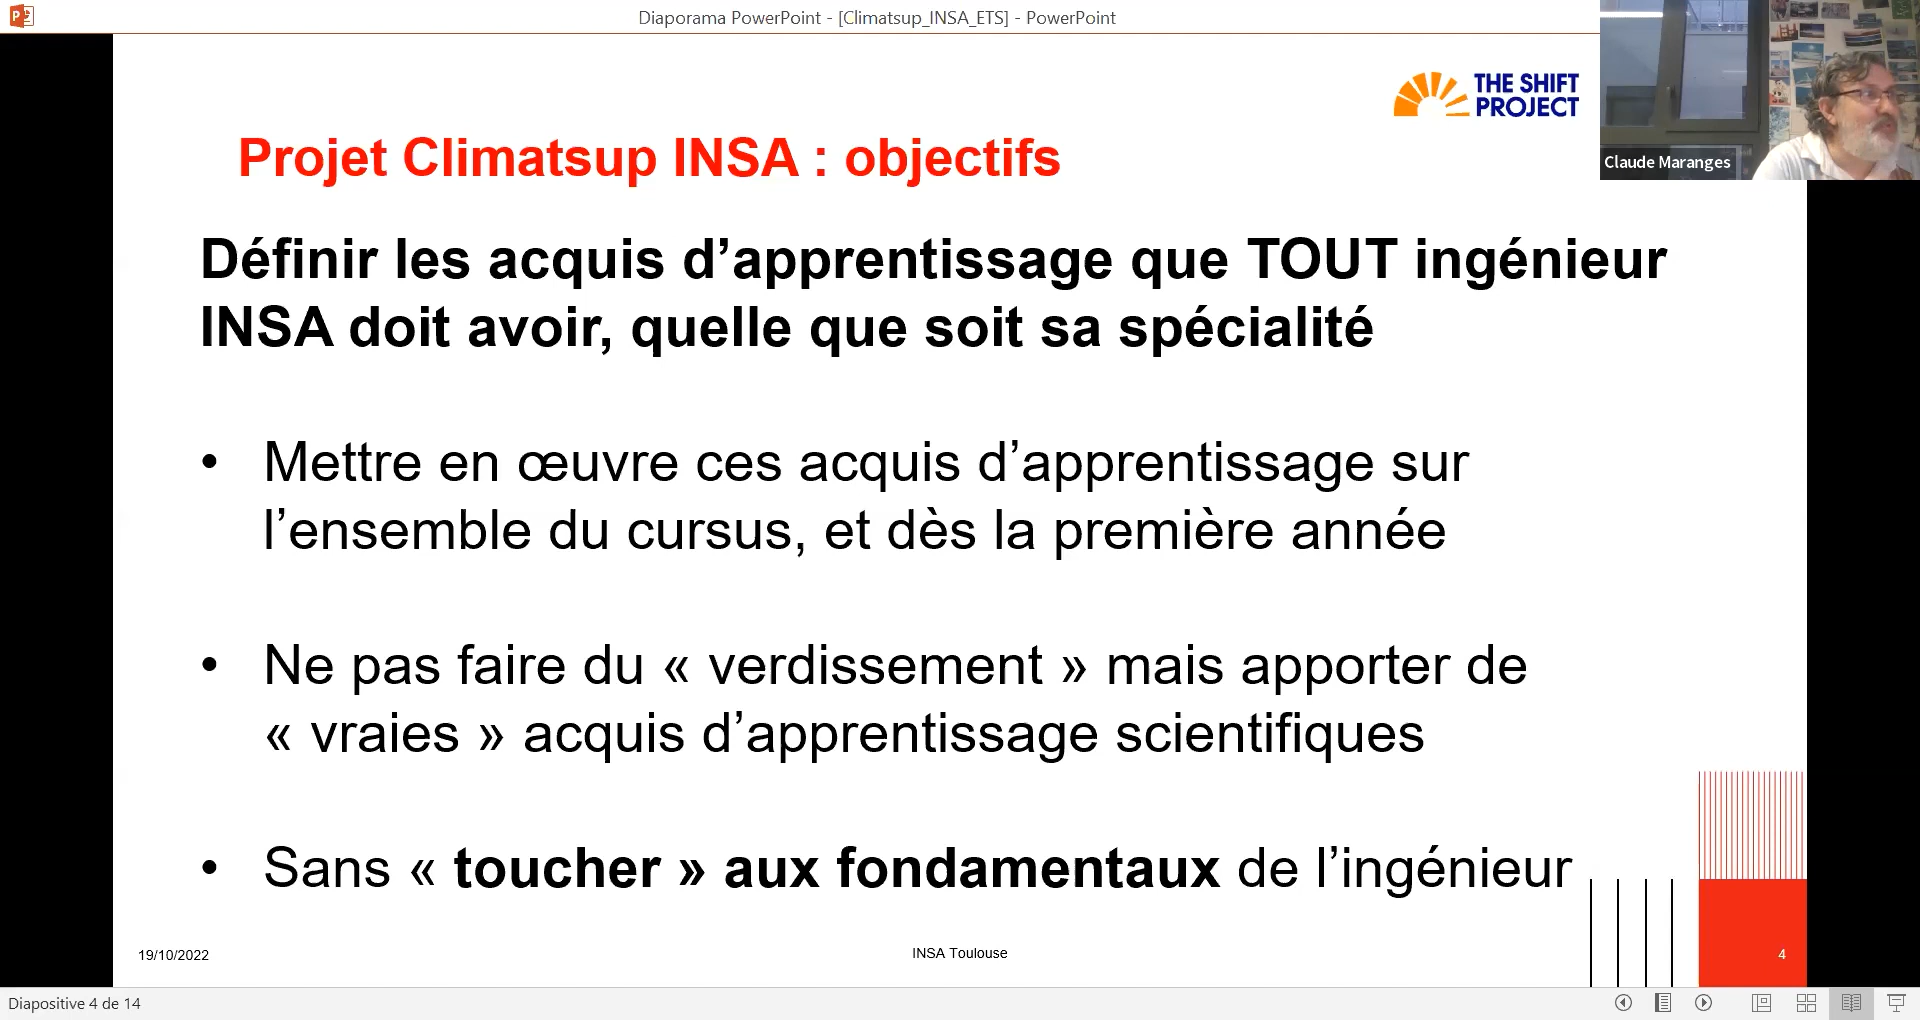 Diaporama PowerPoint - [Climatsup_INSA_ETS] - PowerPoint
THE SHIFT
PROJECT
Claude Maranges
Projet Climatsup INSA : objectifs
Définir les acquis d’apprentissage que TOUT ingénieur
INSA doit avoir, quelle que soit sa spécialité
• Mettre en œuvre ces acquis d’apprentissage sur
l’ensemble du cursus, et dès la première année
• Ne pas faire du « verdissement » mais apporter de
« vraies » acquis d’apprentissage scientifiques
• Sans « toucher » aux fondamentaux de l’ingénieur
19/10/2022
INSA Toulouse
4
Diapositive 4 de 14